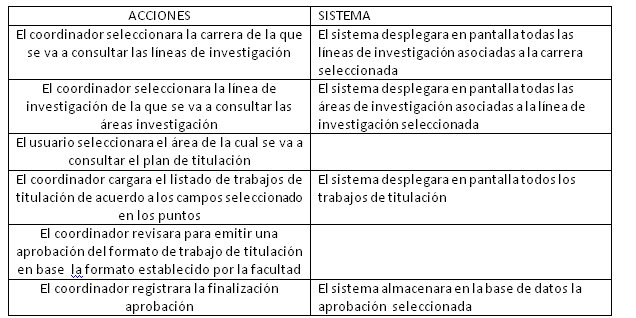 ACCIONES SISTEMA
El coordinador seleccionara la carrera de la que
se va a consultar las líneas de investigación
El sistema desplegara en pantalla todas las
líneas de investigación asociadas a la carrera
seleccionada
El coordinador seleccionara la línea de
investigación de la que se va a consultar las
áreas investigación
El sistema desplegara en pantalla todas las
áreas de investigación asociadas a la línea de
investigación seleccionada
El usuario seleccionara el área de la cual se va a
consultar el plan de titulación
El coordinador cargara el listado de trabajos de
titulación de acuerdo a los campos seleccionado
en los puntos
El sistema desplegara en pantalla todos los
trabajos de titulación
El coordinador revisara para emitir una
aprobación del formato de trabajo de titulación
en base la formato establecido por la facultad
El coordinador registrara la finalización
aprobación
El sistema almacenara en la base de datos la
aprobación seleccionada